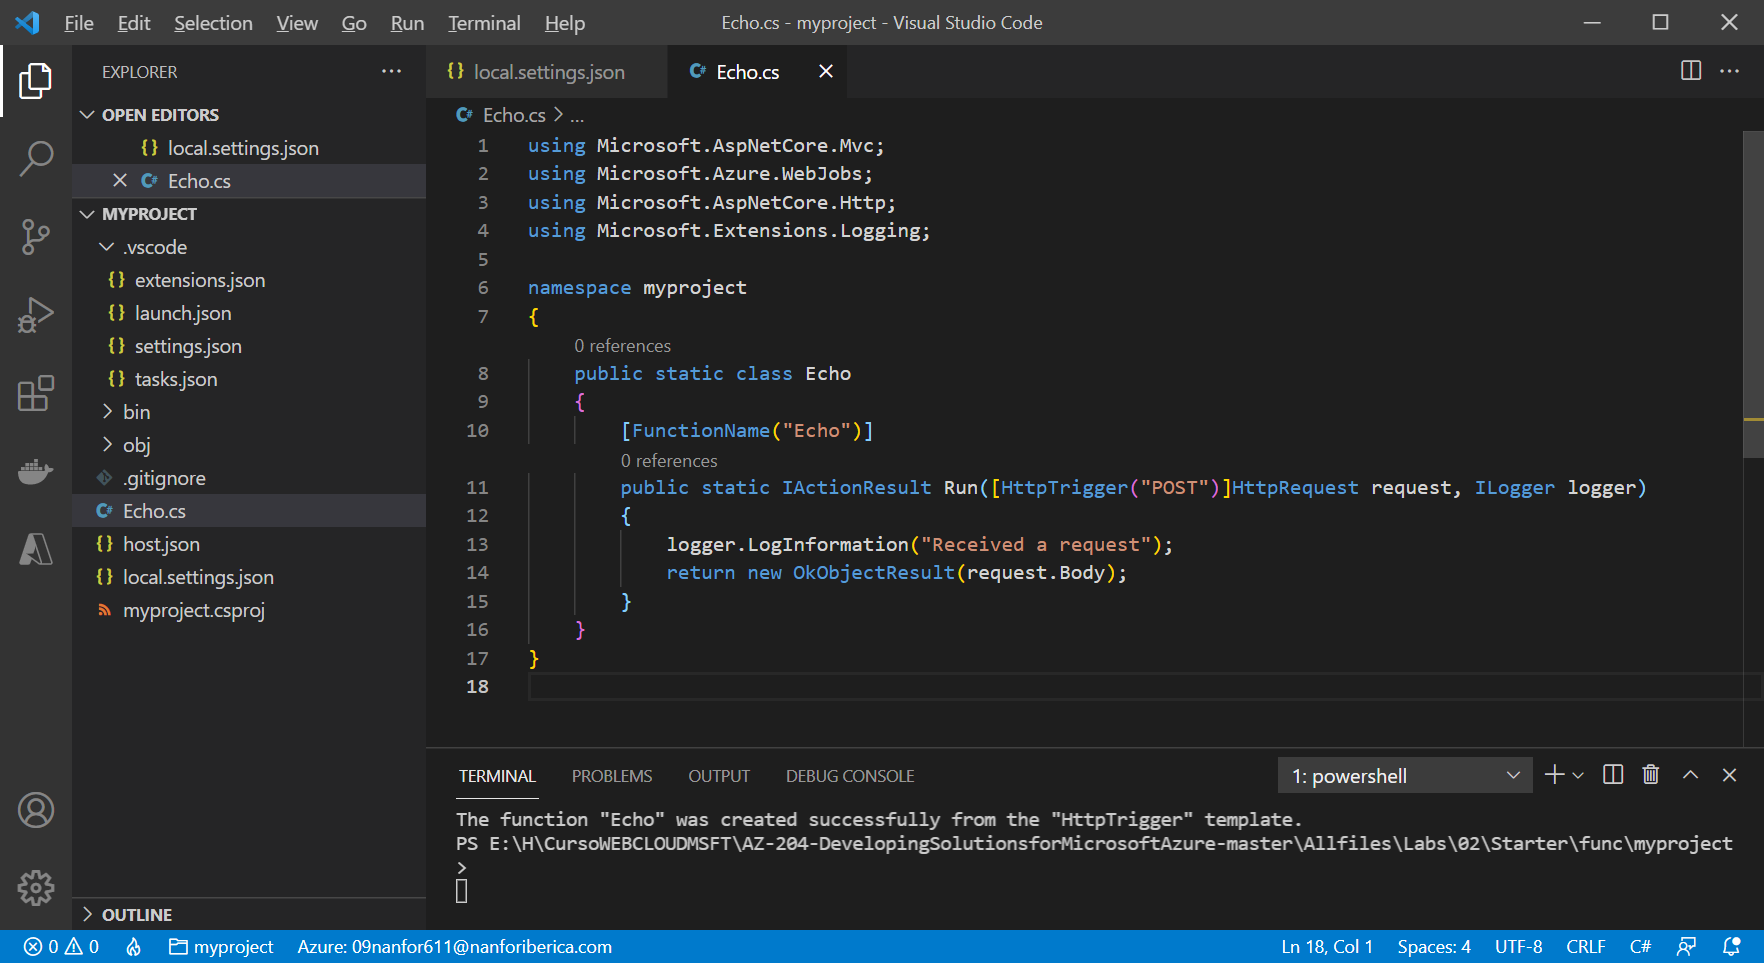 File Edit Selection View Go Run Terminal Help Echo.cs - myproject - Visual Studio Code
EXPLORER
OPEN EDITORS
{} local.settings.json
C# Echo.cs
MYPROJECT
.vscode
{} extensions.json
{} launch.json
{} settings.json
{} tasks.json
bin
obj
.gitignore
C# Echo.cs
{} host.json
{} local.settings.json
myproject.csproj
OUTLINE
{} local.settings.json C# Echo.cs
C# Echo.cs > ...
1 using Microsoft.AspNetCore.Mvc;
2 using Microsoft.Azure.WebJobs;
3 using Microsoft.AspNetCore.Http;
4 using Microsoft.Extensions.Logging;
5
6 namespace myproject
7 {
0 references
8 public static class Echo
9 {
10 [FunctionName("Echo")]
0 references
11 public static IActionResult Run([HttpTrigger("POST")]HttpRequest request, ILogger logger)
12 {
13 logger.LogInformation("Received a request");
14 return new OkObjectResult(request.Body);
15 }
16 }
17 }
18
TERMINAL PROBLEMS OUTPUT DEBUG CONSOLE 1: powershell
The function "Echo" was created successfully from the "HttpTrigger" template.
PS E:\H\CursoWEBCLOUDMSFT\AZ-204-DevelopingSolutionsforMicrosoftAzure-master\Allfiles\Labs\02\Starter\func\myproject
>
0 0 myproject Azure: 09nanfor611@nanforiberica.com Ln 18, Col 1 Spaces: 4 UTF-8 CRLF C#